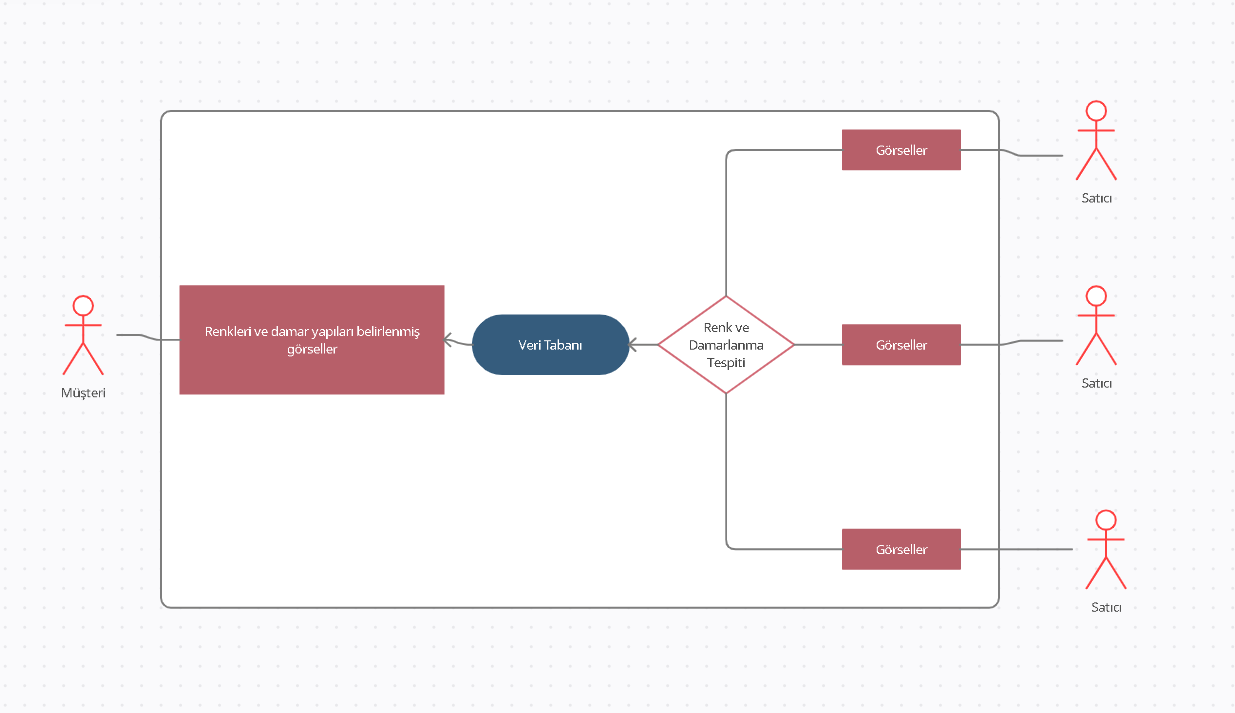 Görseller
Satıcı
Renkleri ve damar yapıları belirlenmiş
görseller
Veri Tabanı
Renk ve
Damarlanma
Tespiti
Görseller
Satıcı
Müşteri
Görseller
Satıcı